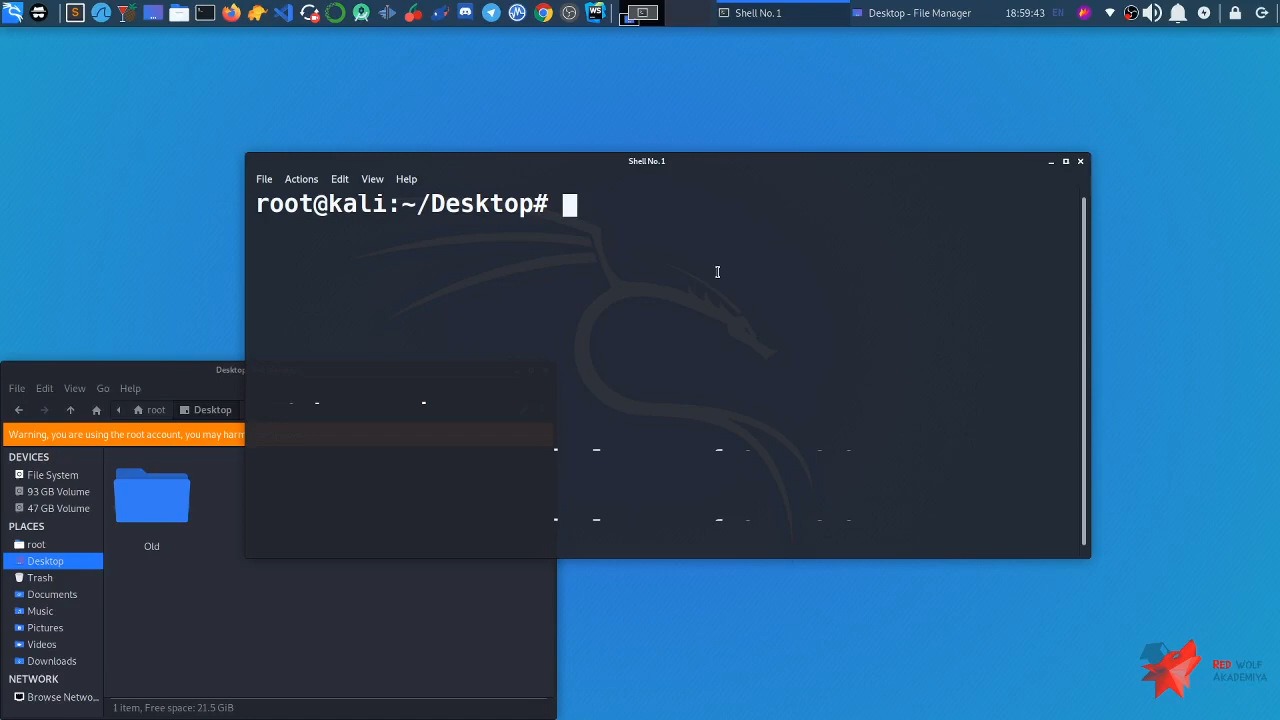 Shell No.1
Desktop - File Manager
18:59:43
EN
Shell No.1
File Actions Edit View Help
root@kali:~/Desktop#
Desktop
File Edit View Go Help
root
Desktop
Warning, you are using the root account, you may harm
DEVICES
File System
93 GB Volume
47 GB Volume
PLACES
root
Desktop
Trash
Documents
Music
Pictures
Videos
Downloads
NETWORK
Browse Netwo...
Old
1 item, Free space: 21.5 GiB
RED WOLF
AKADEMIYA